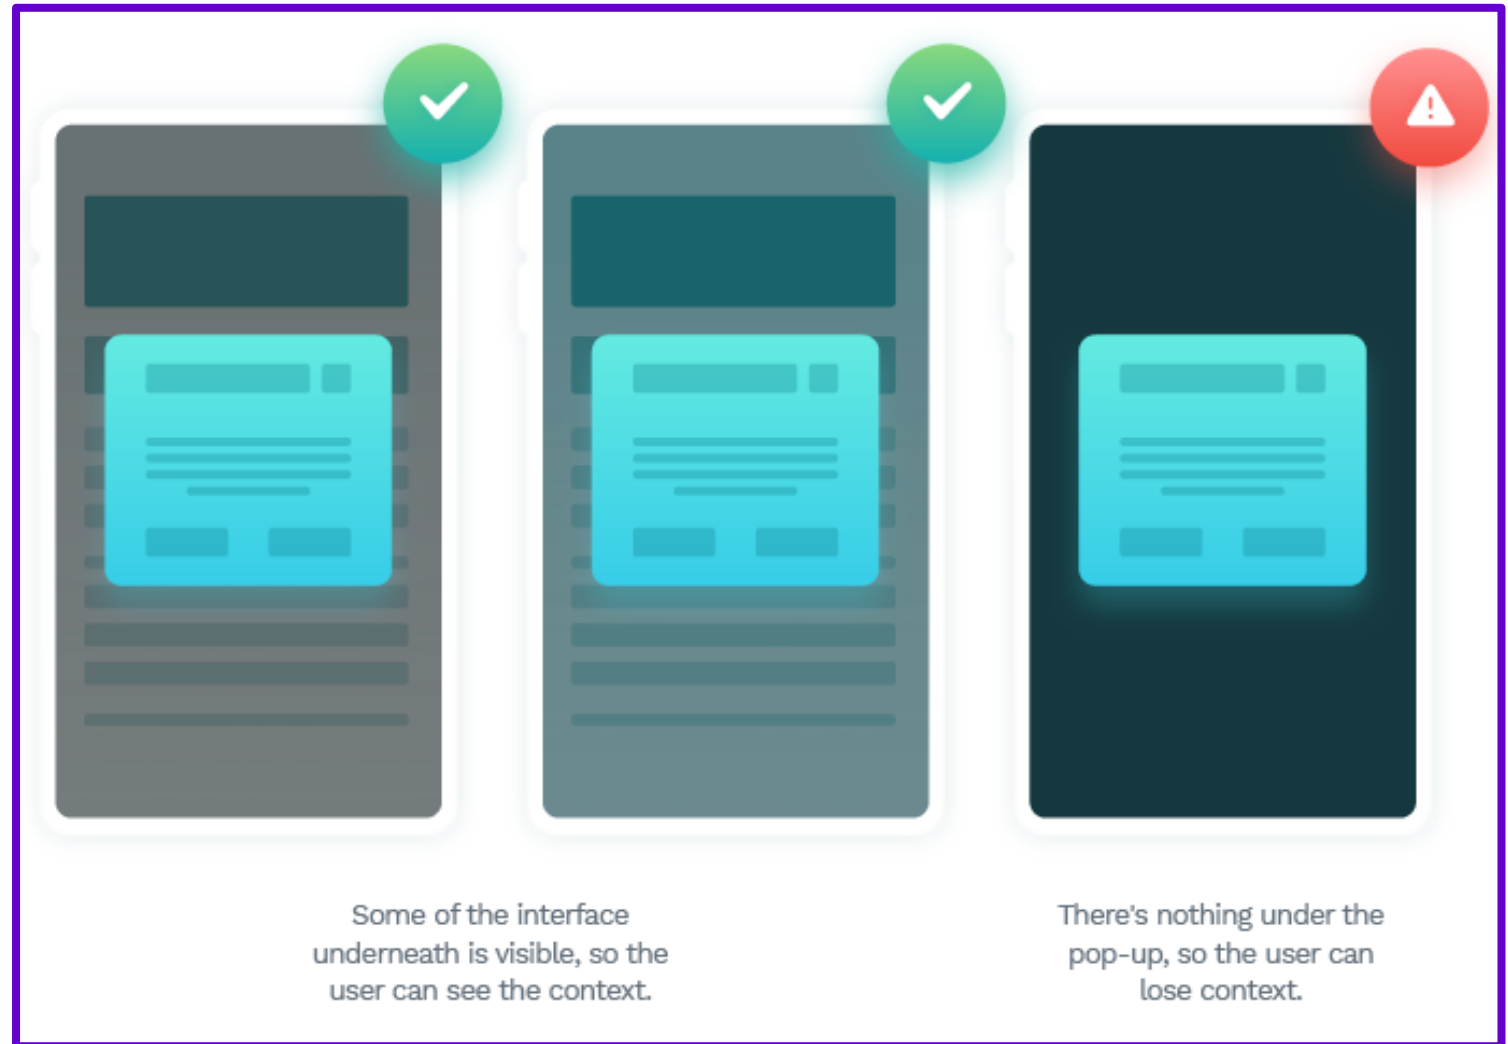 Some of the interface
underneath is visible, so the
user can see the context.
There's nothing under the
pop-up, so the user can
lose context.